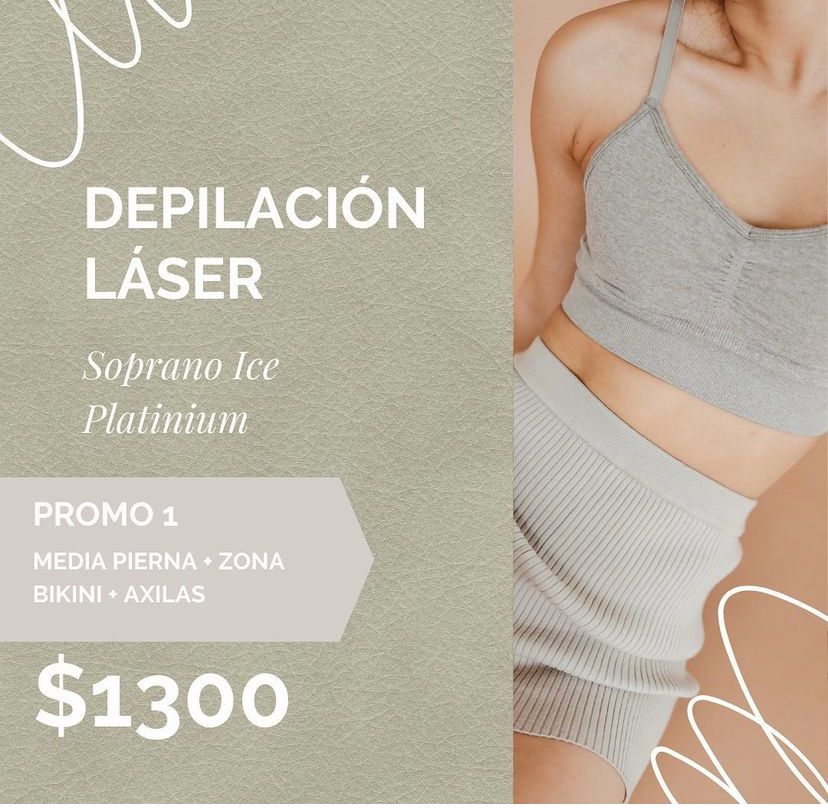 DEPILACIÓN
LÁSER
Soprano Ice
Platinium
PROMO 1
MEDIA PIERNA + ZONA
BIKINI + AXILAS
$1300